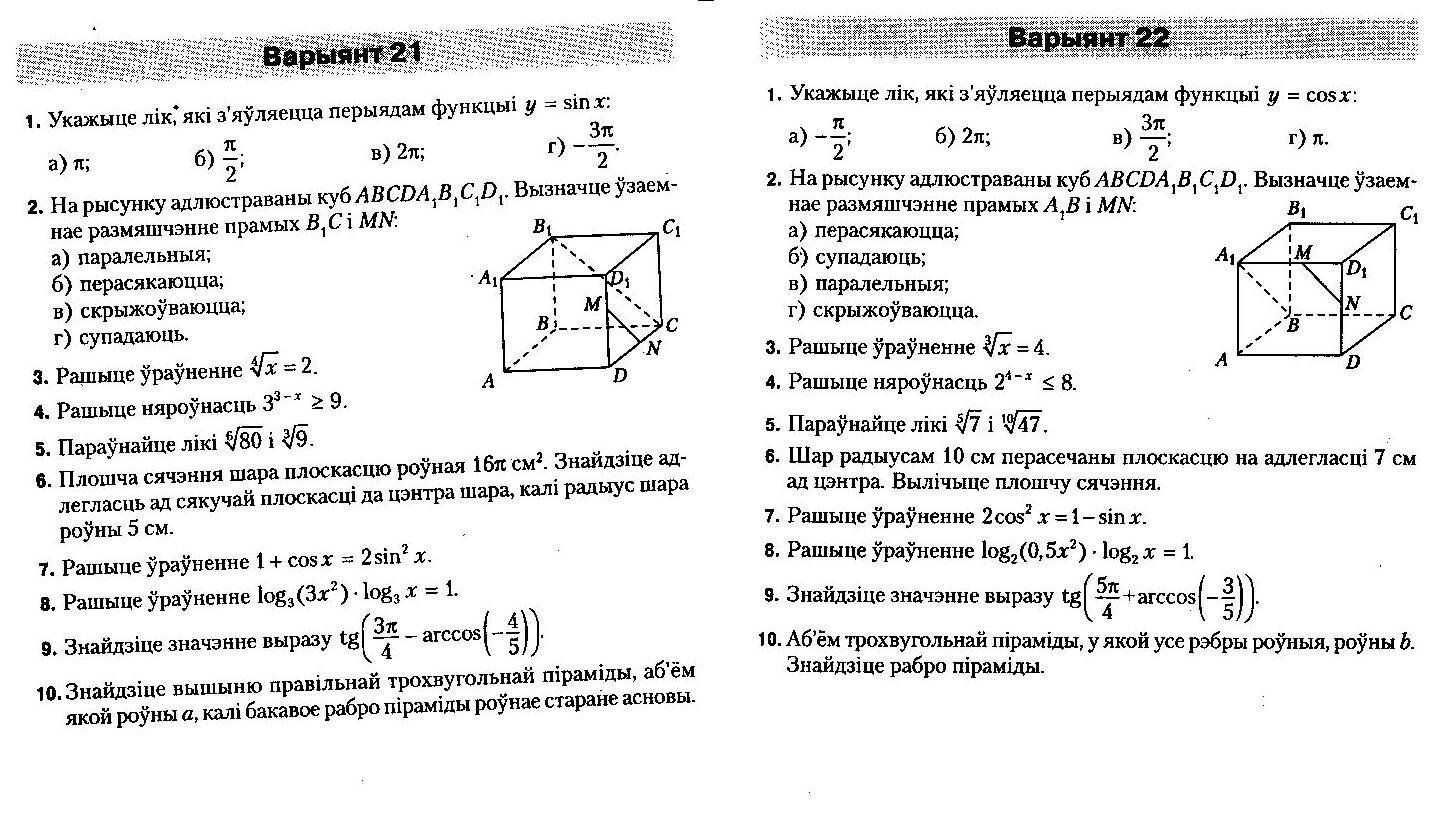 Варыянт 21
1. Укажыце лік, які з'яўляецца перыядам функцыі y = sin x:
а) π; б) π/2; в) 2π; г) −3π/2.
2. На рысунку адлюстраваны куб ABCDA₁B₁C₁D₁. Вызначце ўзаем-
нае размяшчэнне прамых B₁C і MN:
а) паралельныя;
б) перасякаюцца;
в) скрыжоўваюцца;
г) супадаюць.
B₁ C₁
A₁ D₁
M
B C
N
A D
3. Рашыце ўраўненне ⁴√x = 2.
4. Рашыце няроўнасць 3³⁻ˣ ≥ 9.
5. Параўнайце лікі ⁶√80 і ³√9.
6. Плошча сячэння шара плоскасцю роўная 16π см². Знайдзіце ад-
легласць ад сякучай плоскасці да цэнтра шара, калі радыус шара
роўны 5 см.
7. Рашыце ўраўненне 1 + cos x = 2 sin² x.
8. Рашыце ўраўненне log₃(3x²) · log₃ x = 1.
9. Знайдзіце значэнне выразу tg(3π/4 − arccos(−4/5)).
10. Знайдзіце вышыню правільнай трохвугольнай піраміды, аб'ём
якой роўны a, калі бакавое рабро піраміды роўнае старане асновы.
Варыянт 22
1. Укажыце лік, які з'яўляецца перыядам функцыі y = cos x:
а) −π/2; б) 2π; в) 3π/2; г) π.
2. На рысунку адлюстраваны куб ABCDA₁B₁C₁D₁. Вызначце ўзаем-
нае размяшчэнне прамых A₁B і MN:
а) перасякаюцца;
б) супадаюць;
в) паралельныя;
г) скрыжоўваюцца.
B₁ C₁
A₁ M D₁
N
B C
A D
3. Рашыце ўраўненне ³√x = 4.
4. Рашыце няроўнасць 2⁴⁻ˣ ≤ 8.
5. Параўнайце лікі ⁵√7 і ¹⁰√47.
6. Шар радыусам 10 см перасечаны плоскасцю на адлегласці 7 см
ад цэнтра. Вылічыце плошчу сячэння.
7. Рашыце ўраўненне 2 cos² x = 1 − sin x.
8. Рашыце ўраўненне log₂(0,5x²) · log₂ x = 1.
9. Знайдзіце значэнне выразу tg(5π/4 + arccos(−3/5)).
10. Аб'ём трохвугольнай піраміды, у якой усе рэбры роўныя, роўны b.
Знайдзіце рабро піраміды.